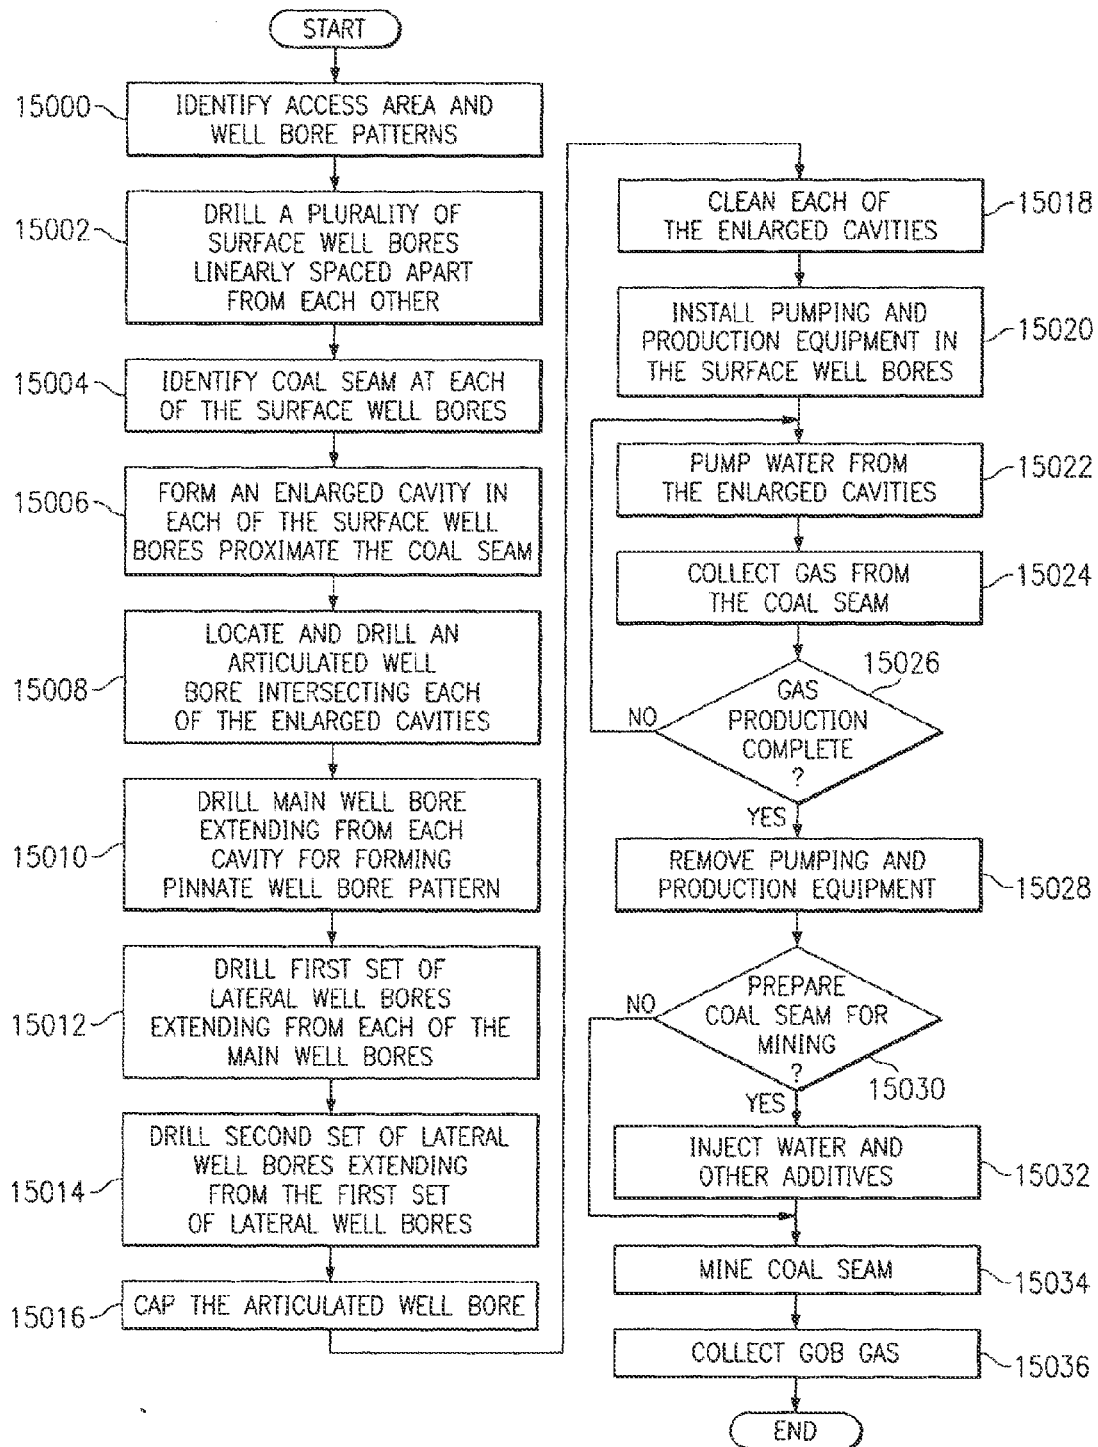 START
15000
IDENTIFY ACCESS AREA AND
WELL BORE PATTERNS
15002
DRILL A PLURALITY OF
SURFACE WELL BORES
LINEARLY SPACED APART
FROM EACH OTHER
15004
IDENTIFY COAL SEAM AT EACH
OF THE SURFACE WELL BORES
15006
FORM AN ENLARGED CAVITY IN
EACH OF THE SURFACE WELL
BORES PROXIMATE THE COAL SEAM
15008
LOCATE AND DRILL AN
ARTICULATED WELL
BORE INTERSECTING EACH
OF THE ENLARGED CAVITIES
15010
DRILL MAIN WELL BORE
EXTENDING FROM EACH
CAVITY FOR FORMING
PINNATE WELL BORE PATTERN
15012
DRILL FIRST SET OF
LATERAL WELL BORES
EXTENDING FROM EACH OF THE
MAIN WELL BORES
15014
DRILL SECOND SET OF LATERAL
WELL BORES EXTENDING
FROM THE FIRST SET
OF LATERAL WELL BORES
15016
CAP THE ARTICULATED WELL BORE
CLEAN EACH OF
THE ENLARGED CAVITIES
15018
INSTALL PUMPING AND
PRODUCTION EQUIPMENT IN
THE SURFACE WELL BORES
15020
PUMP WATER FROM
THE ENLARGED CAVITIES
15022
COLLECT GAS FROM
THE COAL SEAM
15024
15026
GAS
PRODUCTION
COMPLETE
?
NO
YES
REMOVE PUMPING AND
PRODUCTION EQUIPMENT
15028
PREPARE
COAL SEAM FOR
MINING
?
NO
15030
YES
INJECT WATER AND
OTHER ADDITIVES
15032
MINE COAL SEAM
15034
COLLECT GOB GAS
15036
END